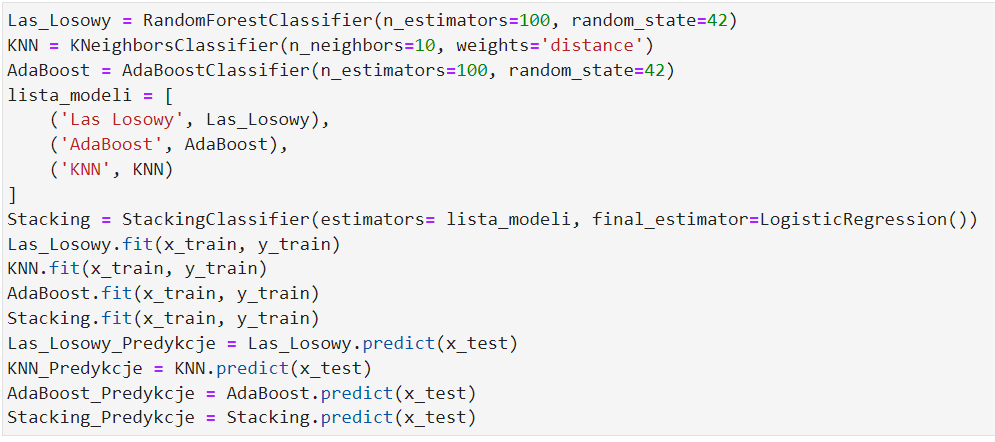 Las_Losowy = RandomForestClassifier(n_estimators=100, random_state=42)
KNN = KNeighborsClassifier(n_neighbors=10, weights='distance')
AdaBoost = AdaBoostClassifier(n_estimators=100, random_state=42)
lista_modeli = [
    ('Las Losowy', Las_Losowy),
    ('AdaBoost', AdaBoost),
    ('KNN', KNN)
]
Stacking = StackingClassifier(estimators= lista_modeli, final_estimator=LogisticRegression())
Las_Losowy.fit(x_train, y_train)
KNN.fit(x_train, y_train)
AdaBoost.fit(x_train, y_train)
Stacking.fit(x_train, y_train)
Las_Losowy_Predykcje = Las_Losowy.predict(x_test)
KNN_Predykcje = KNN.predict(x_test)
AdaBoost_Predykcje = AdaBoost.predict(x_test)
Stacking_Predykcje = Stacking.predict(x_test)